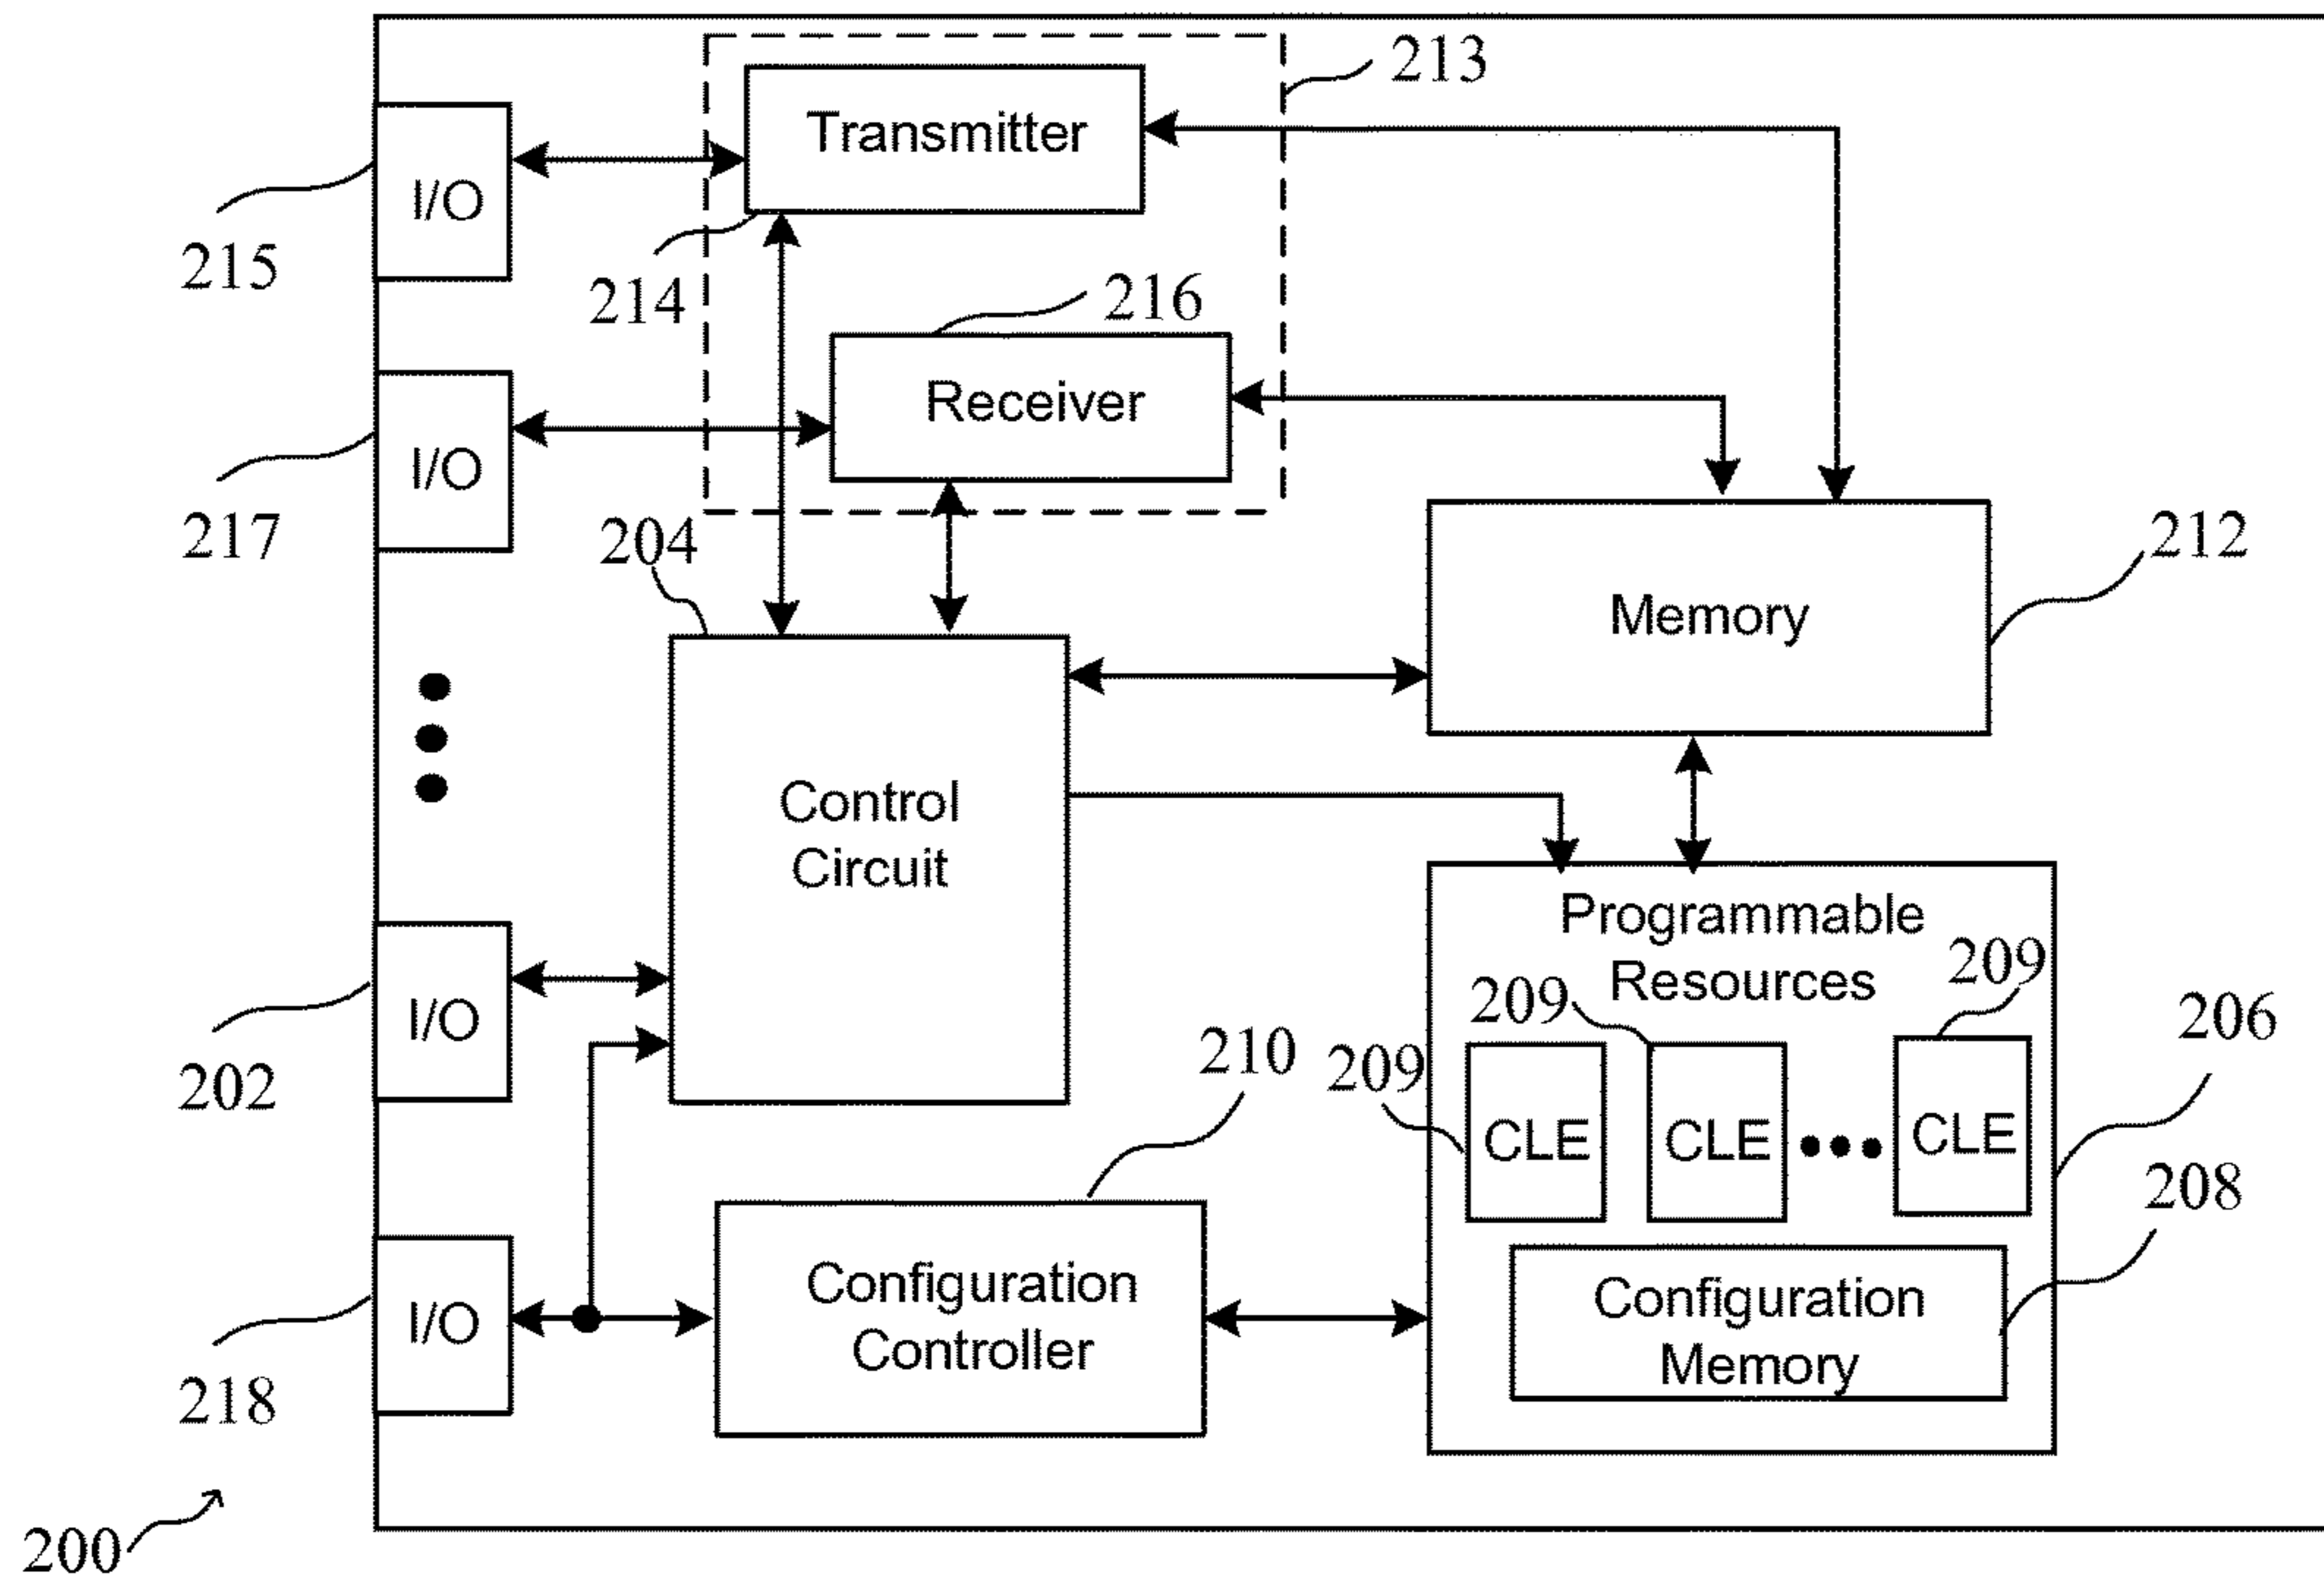 213
Transmitter
I/O
215
214
216
Receiver
I/O
217
204
212
Memory
Control
Circuit
Programmable
Resources
209
209
209
206
I/O
202
210
CLE
CLE
CLE
208
Configuration
Controller
I/O
218
Configuration
Memory
200